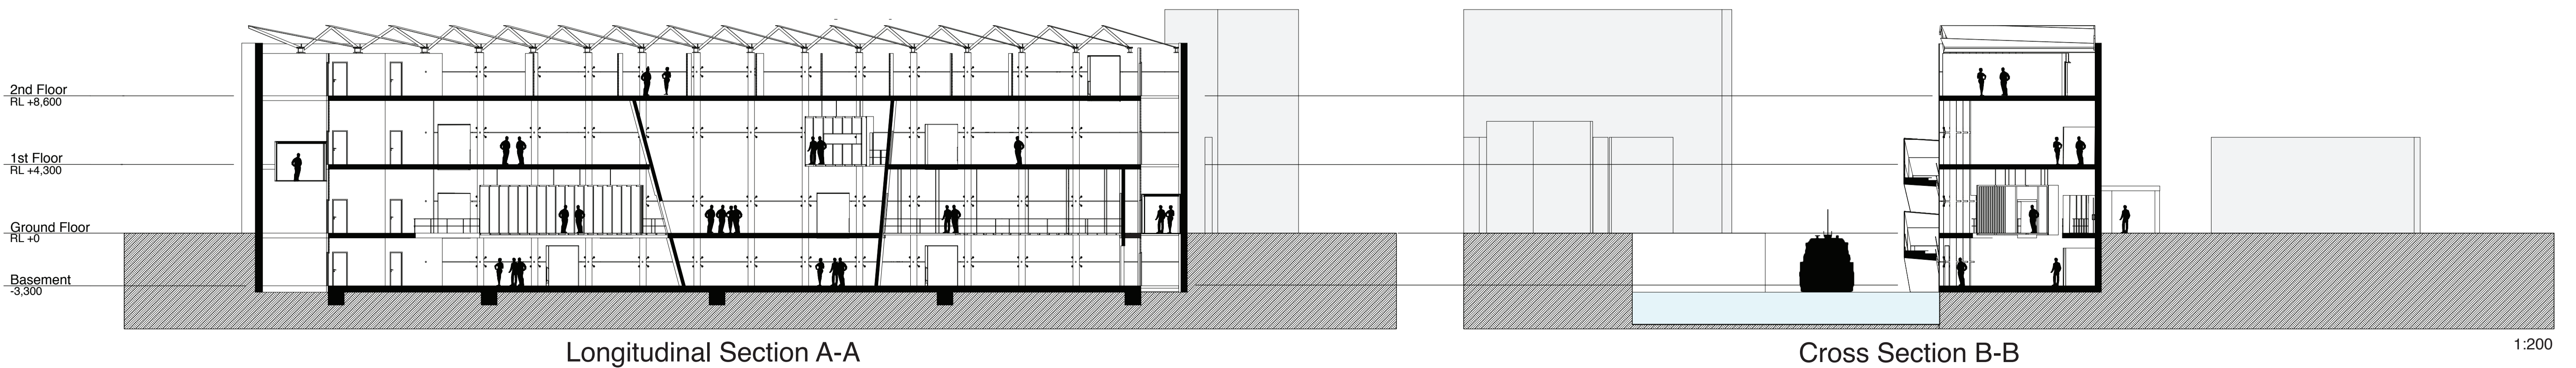 2nd Floor
RL +8,600
1st Floor
RL +4,300
Ground Floor
RL +0
Basement
-3,300
Longitudinal Section A-A
Cross Section B-B
1:200